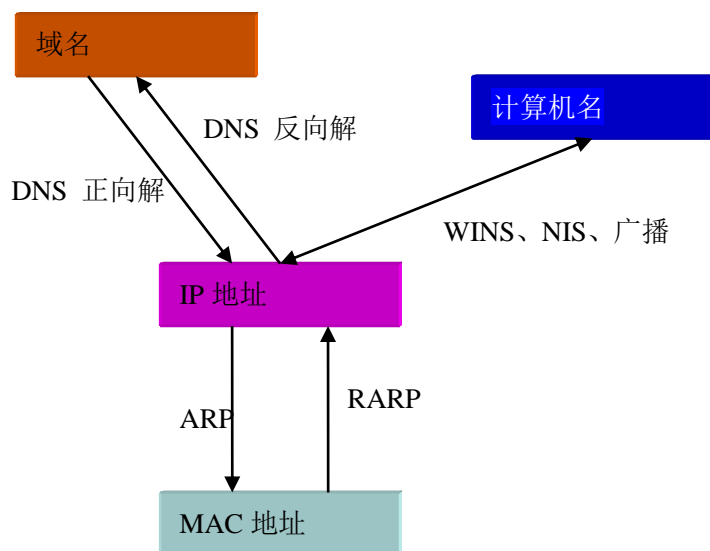 域名
计算机名
DNS 反向解
DNS 正向解
WINS、NIS、广播
IP 地址
RARP
ARP
MAC 地址